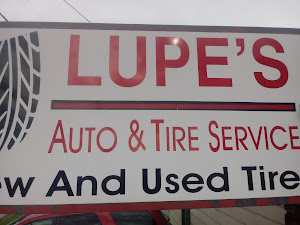 LUPE'S
AUTO & TIRE SERVICE
ew And Used Tire